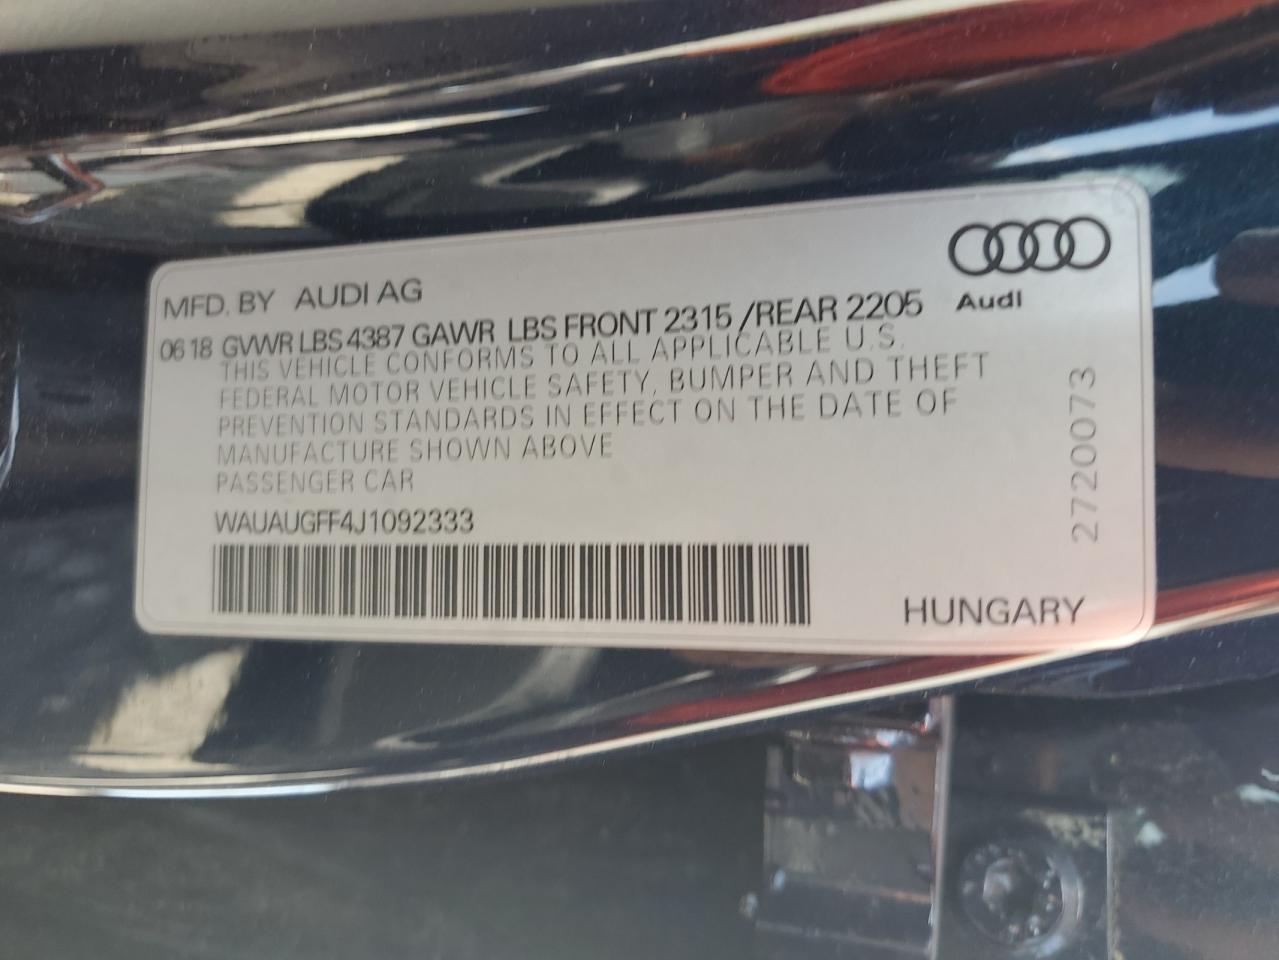 MFD. BY AUDI AG
Audi
06 18 GVWR LBS 4387 GAWR LBS FRONT 2315 /REAR 2205
THIS VEHICLE CONFORMS TO ALL APPLICABLE U.S.
FEDERAL MOTOR VEHICLE SAFETY, BUMPER AND THEFT
PREVENTION STANDARDS IN EFFECT ON THE DATE OF
MANUFACTURE SHOWN ABOVE
PASSENGER CAR
WAUAUGFF4J1092333
HUNGARY
2720073